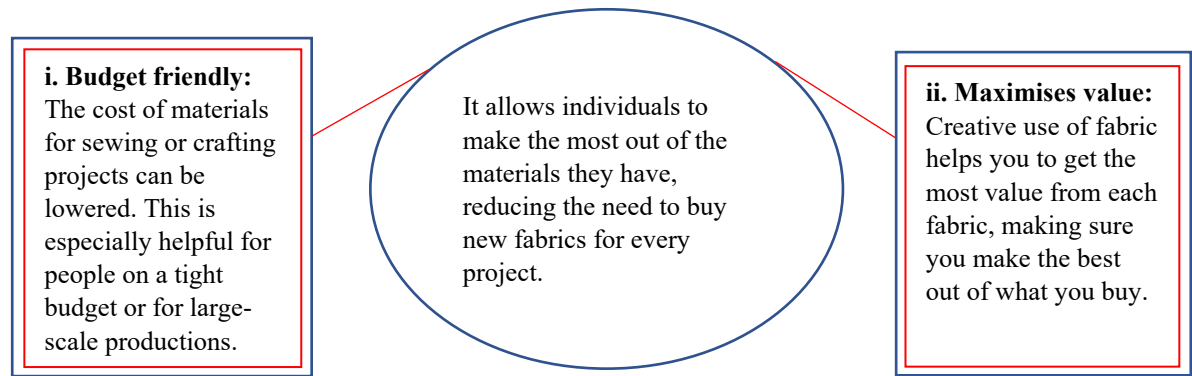 i. Budget friendly:
The cost of materials
for sewing or crafting
projects can be
lowered. This is
especially helpful for
people on a tight
budget or for large-
scale productions.
It allows individuals to
make the most out of the
materials they have,
reducing the need to buy
new fabrics for every
project.
ii. Maximises value:
Creative use of fabric
helps you to get the
most value from each
fabric, making sure
you make the best
out of what you buy.